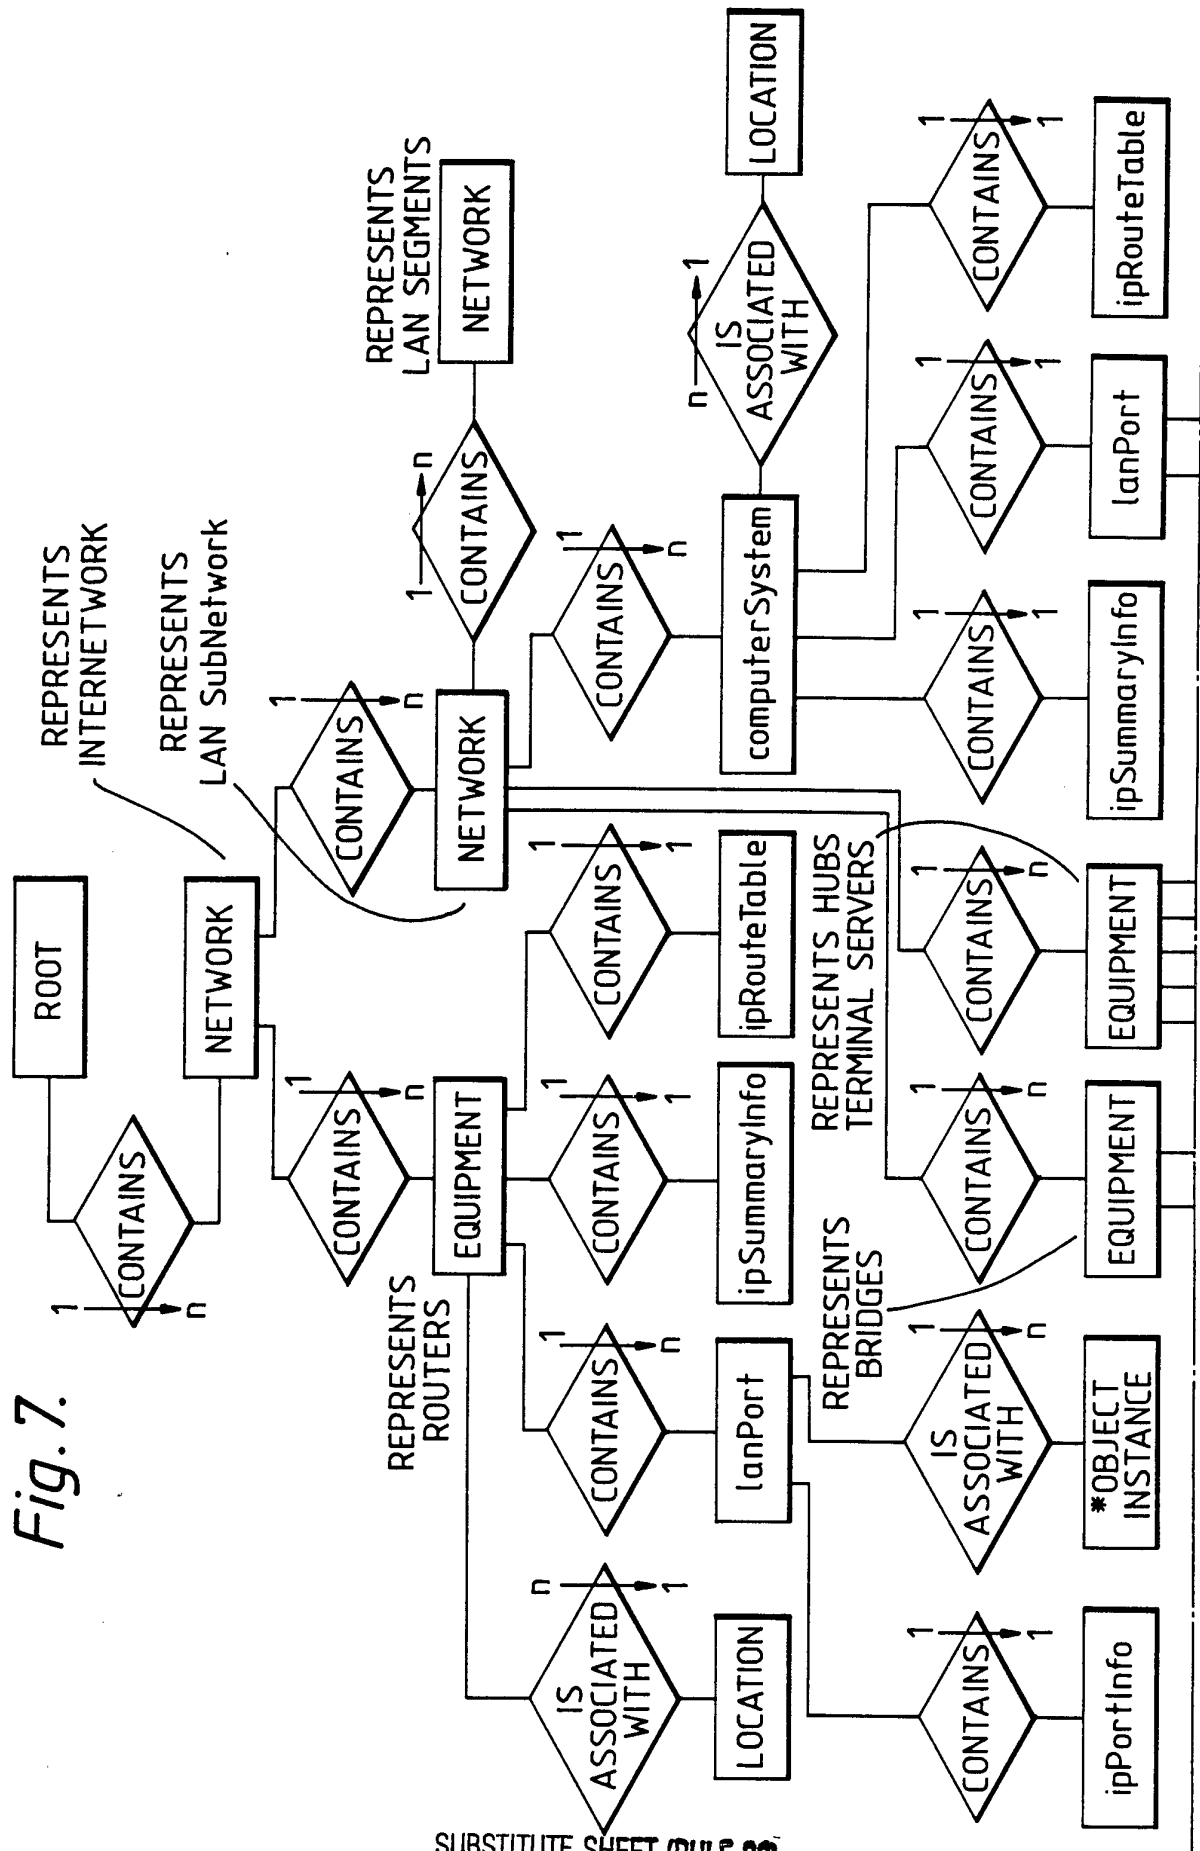 Fig. 7.
ROOT
1
CONTAINS
n
REPRESENTS
INTERNETWORK
NETWORK
REPRESENTS
LAN SubNetwork
1
CONTAINS
n
1
CONTAINS
n
REPRESENTS
ROUTERS
EQUIPMENT
NETWORK
1
n
CONTAINS
REPRESENTS
LAN SEGMENTS
NETWORK
n
IS
ASSOCIATED
WITH
1
1
CONTAINS
n
1
CONTAINS
1
1
CONTAINS
1
1
CONTAINS
n
LOCATION
lanPort
ipSummaryInfo
ipRouteTable
computerSystem
n
1
IS
ASSOCIATED
WITH
LOCATION
REPRESENTS
BRIDGES
REPRESENTS HUBS
TERMINAL SERVERS
1
CONTAINS
1
1
IS
ASSOCIATED
WITH
n
1
CONTAINS
n
1
CONTAINS
n
1
CONTAINS
1
1
CONTAINS
1
1
CONTAINS
1
ipPortInfo
*OBJECT
INSTANCE
EQUIPMENT
EQUIPMENT
ipSummaryInfo
lanPort
ipRouteTable
SUBSTITUTE SHEET